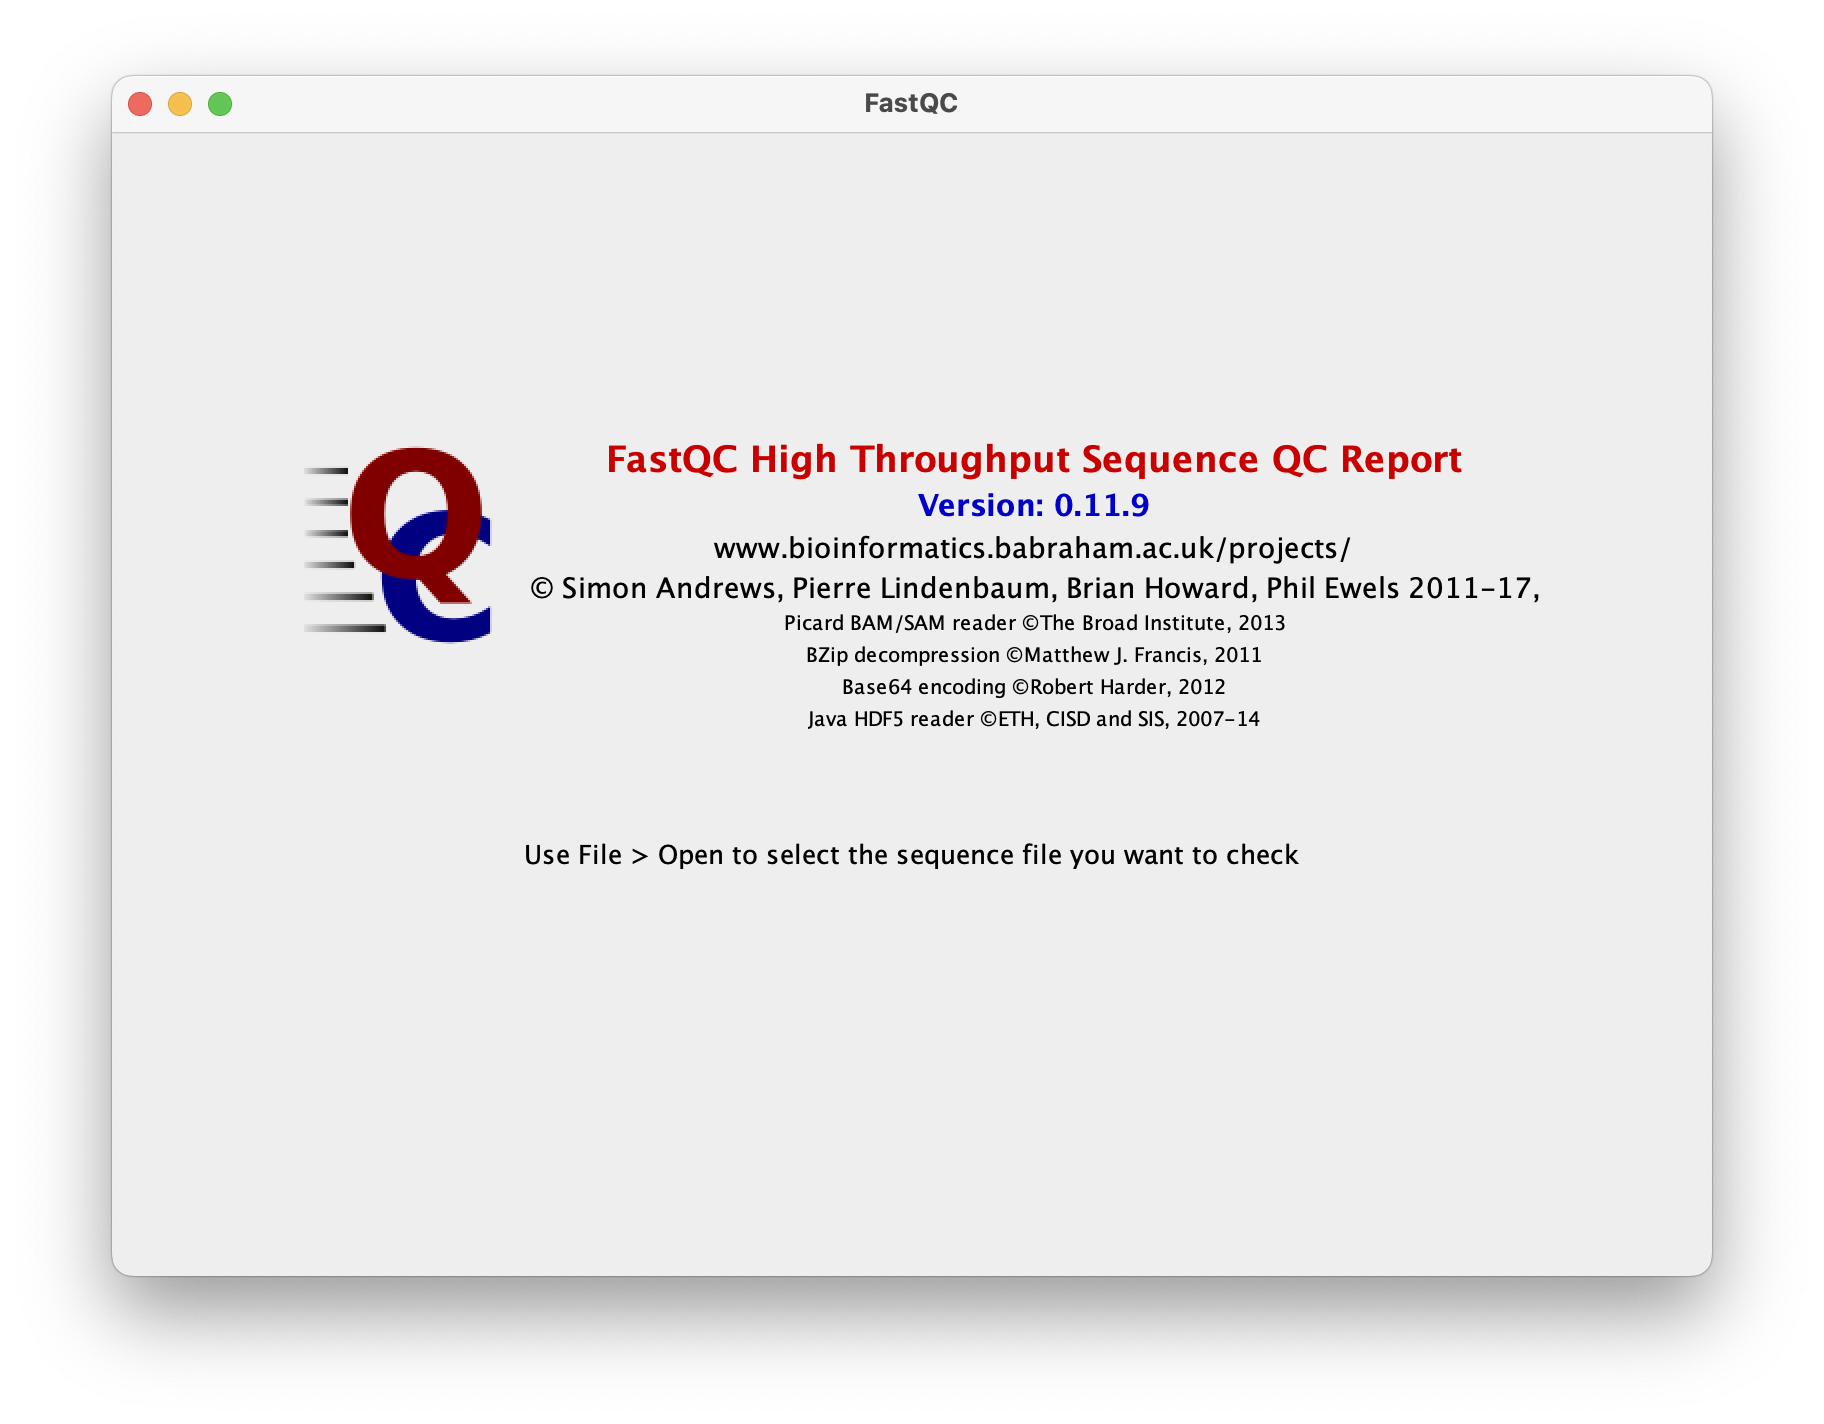 FastQC
QC
FastQC High Throughput Sequence QC Report
Version: 0.11.9
www.bioinformatics.babraham.ac.uk/projects/
© Simon Andrews, Pierre Lindenbaum, Brian Howard, Phil Ewels 2011-17,
Picard BAM/SAM reader ©The Broad Institute, 2013
BZip decompression ©Matthew J. Francis, 2011
Base64 encoding ©Robert Harder, 2012
Java HDF5 reader ©ETH, CISD and SIS, 2007-14
Use File > Open to select the sequence file you want to check